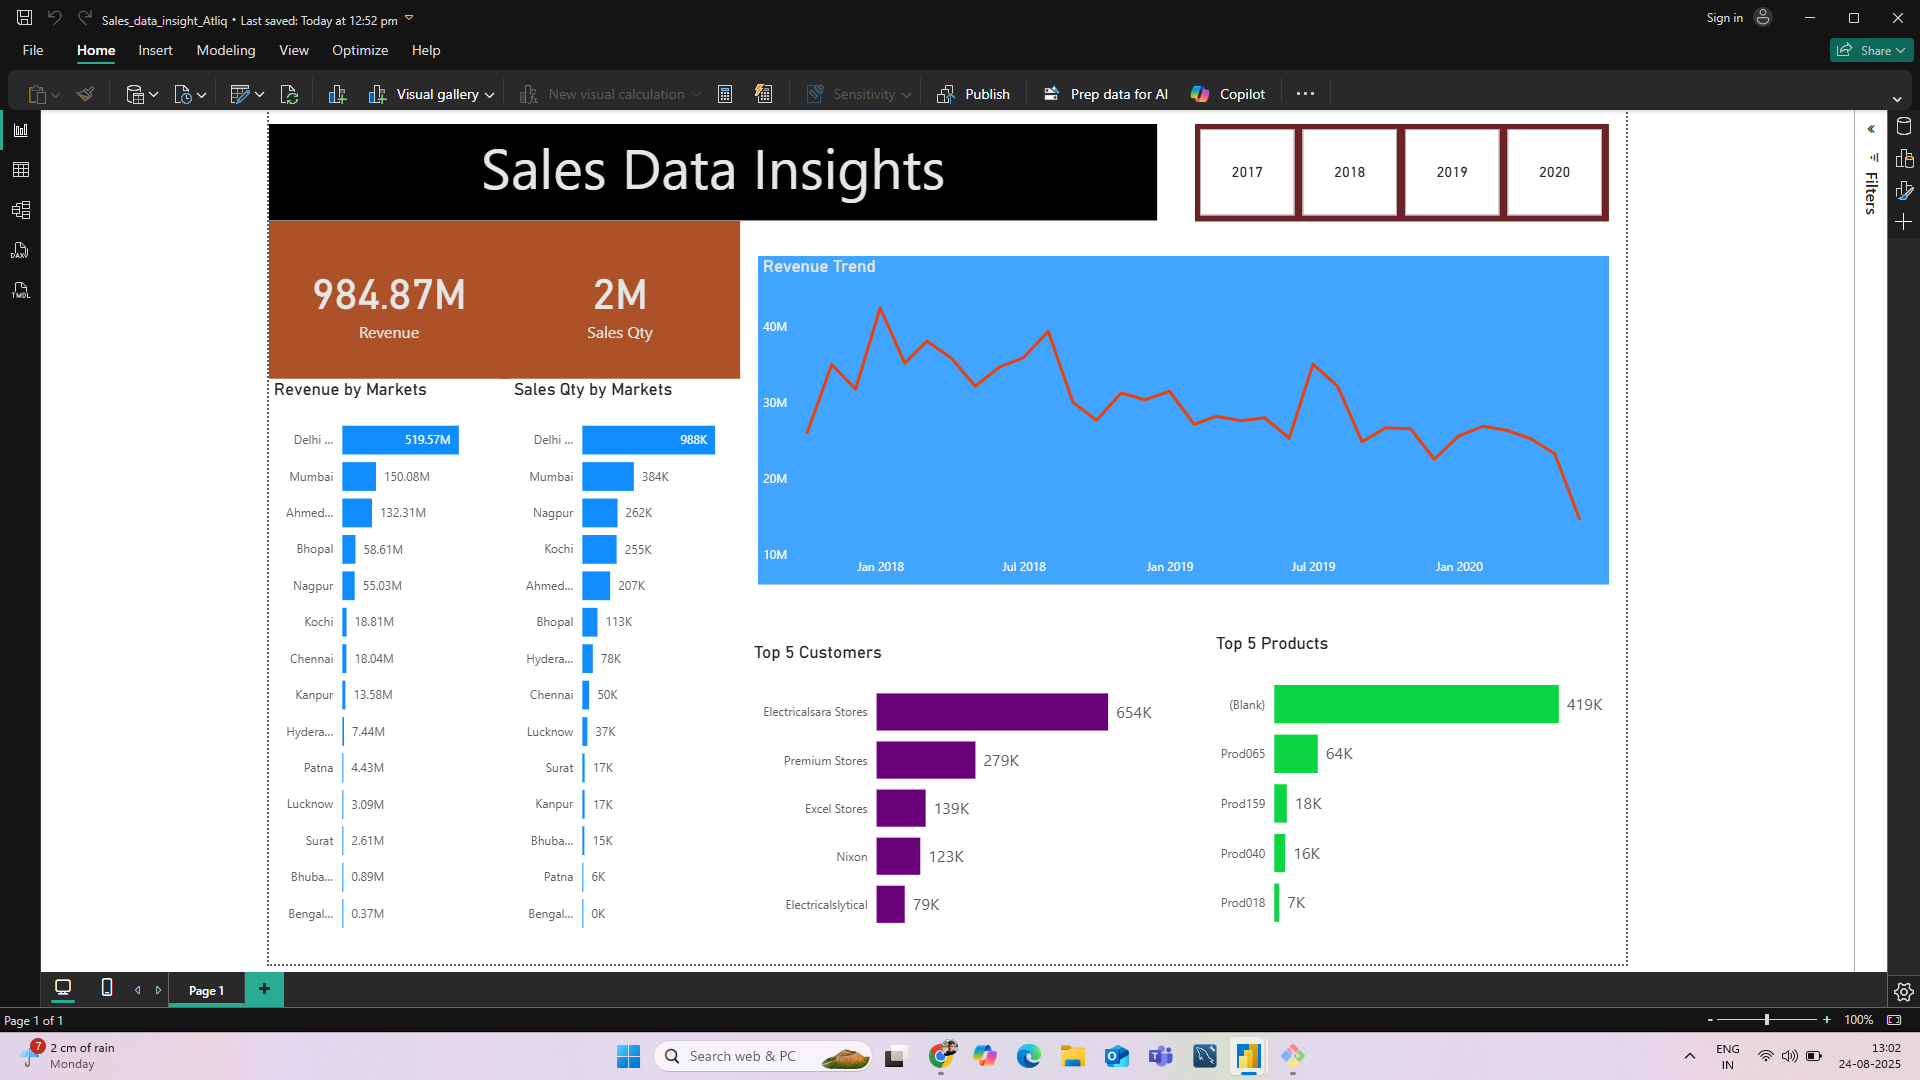 Sales_data_insight_Atliq • Last saved: Today at 12:52 pm
Sign in
File Home Insert Modeling View Optimize Help
Share
Visual gallery
New visual calculation
Sensitivity
Publish
Prep data for AI
Copilot
Sales Data Insights
2017 2018 2019 2020
Filters
DAX
TMDL
984.87M
Revenue
2M
Sales Qty
Revenue by Markets
Delhi ... 519.57M
Mumbai 150.08M
Ahmed... 132.31M
Bhopal 58.61M
Nagpur 55.03M
Kochi 18.81M
Chennai 18.04M
Kanpur 13.58M
Hydera... 7.44M
Patna 4.43M
Lucknow 3.09M
Surat 2.61M
Bhuba... 0.89M
Bengal... 0.37M
Sales Qty by Markets
Delhi ... 988K
Mumbai 384K
Nagpur 262K
Kochi 255K
Ahmed... 207K
Bhopal 113K
Hydera... 78K
Chennai 50K
Lucknow 37K
Surat 17K
Kanpur 17K
Bhuba... 15K
Patna 6K
Bengal... 0K
Revenue Trend
40M
30M
20M
10M
Jan 2018 Jul 2018 Jan 2019 Jul 2019 Jan 2020
Top 5 Customers
Electricalsara Stores 654K
Premium Stores 279K
Excel Stores 139K
Nixon 123K
Electricalslytical 79K
Top 5 Products
(Blank) 419K
Prod065 64K
Prod159 18K
Prod040 16K
Prod018 7K
Page 1
Page 1 of 1
100%
7
2 cm of rain
Monday
Search web & PC
ENG
IN
13:02
24-08-2025